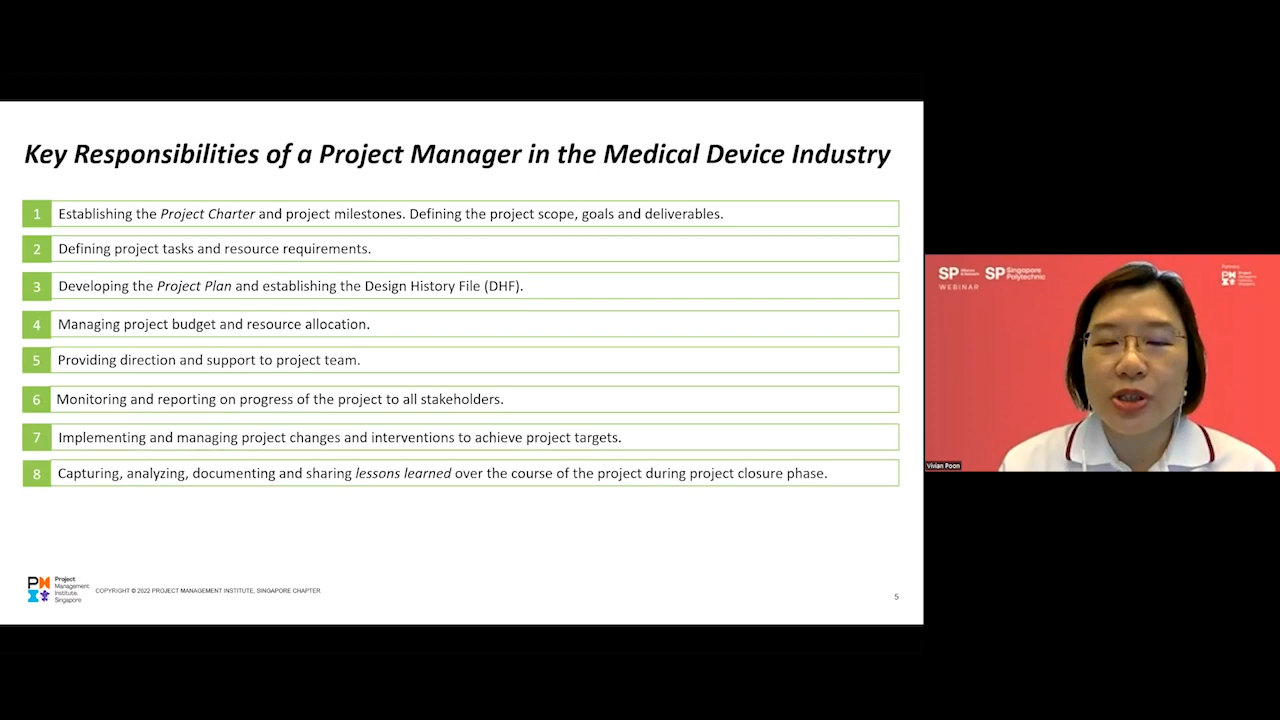 Key Responsibilities of a Project Manager in the Medical Device Industry
1 Establishing the Project Charter and project milestones. Defining the project scope, goals and deliverables.
2 Defining project tasks and resource requirements.
3 Developing the Project Plan and establishing the Design History File (DHF).
4 Managing project budget and resource allocation.
5 Providing direction and support to project team.
6 Monitoring and reporting on progress of the project to all stakeholders.
7 Implementing and managing project changes and interventions to achieve project targets.
8 Capturing, analyzing, documenting and sharing lessons learned over the course of the project during project closure phase.
Project
Management
Institute.
Singapore
COPYRIGHT © 2022 PROJECT MANAGEMENT INSTITUTE, SINGAPORE CHAPTER
5
SP
SP Singapore
Polytechnic
WEBINAR
Partners:
Project
Management
Institute.
Singapore
Vivian Poon